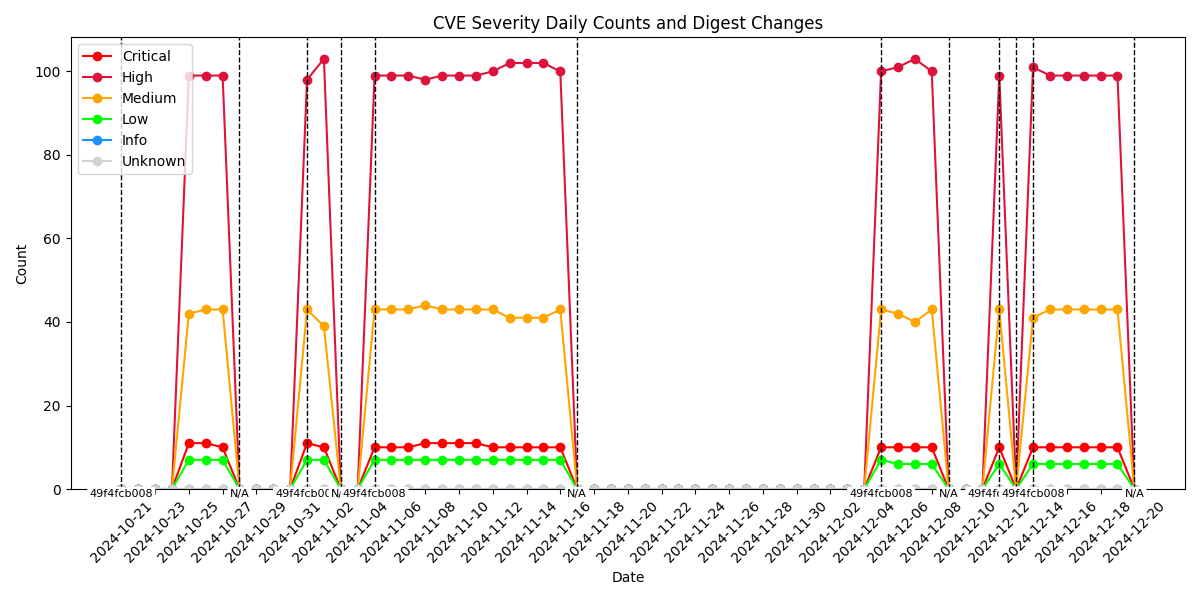 CVE Severity Daily Counts and Digest Changes
Critical
High
Medium
Low
Info
Unknown
100
80
60
40
20
0
Count
49f4fcb008
N/A
49f4fcb008
49f4fcb008
N/A
49f4fcb008
N/A
49f4fcb008
N/A
2024-10-21
2024-10-23
2024-10-25
2024-10-27
2024-10-29
2024-10-31
2024-11-02
2024-11-04
2024-11-06
2024-11-08
2024-11-10
2024-11-12
2024-11-14
2024-11-16
2024-11-18
2024-11-20
2024-11-22
2024-11-24
2024-11-26
2024-11-28
2024-11-30
2024-12-02
2024-12-04
2024-12-06
2024-12-08
2024-12-10
2024-12-12
2024-12-14
2024-12-16
2024-12-18
2024-12-20
Date